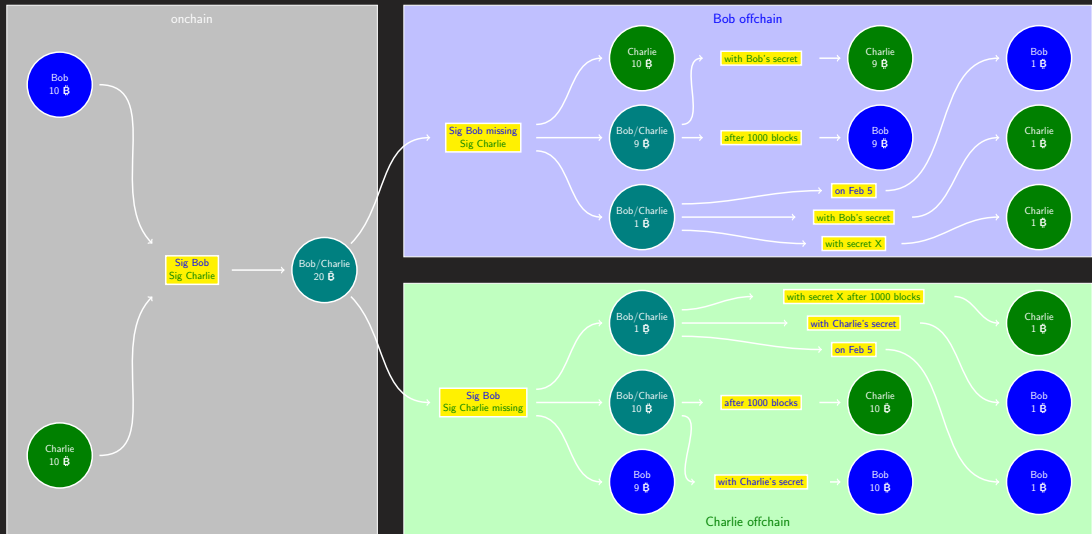 onchain
Bob
10 ₿
Sig Bob
Sig Charlie
Bob/Charlie
20 ₿
Charlie
10 ₿
Bob offchain
Sig Bob missing
Sig Charlie
Charlie
10 ₿
with Bob's secret
Charlie
9 ₿
Bob
1 ₿
Bob/Charlie
9 ₿
after 1000 blocks
Bob
9 ₿
Charlie
1 ₿
Bob/Charlie
1 ₿
on Feb 5
with Bob's secret
with secret X
Charlie
1 ₿
Bob/Charlie
1 ₿
with secret X after 1000 blocks
with Charlie's secret
on Feb 5
Charlie
1 ₿
Sig Bob
Sig Charlie missing
Bob/Charlie
10 ₿
after 1000 blocks
Charlie
10 ₿
Bob
1 ₿
Bob
9 ₿
with Charlie's secret
Bob
10 ₿
Bob
1 ₿
Charlie offchain